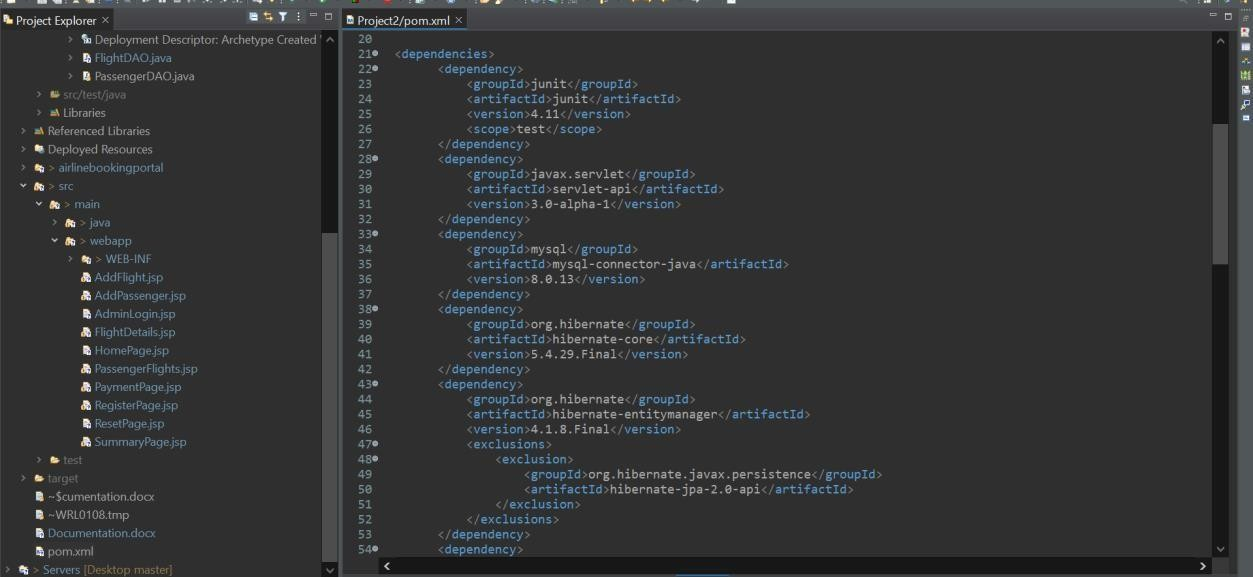 Project Explorer
Deployment Descriptor: Archetype Created
FlightDAO.java
PassengerDAO.java
src/test/java
Libraries
Referenced Libraries
Deployed Resources
> airlinebookingportal
> src
> main
> java
> webapp
> WEB-INF
AddFlight.jsp
AddPassenger.jsp
AdminLogin.jsp
FlightDetails.jsp
HomePage.jsp
PassengerFlights.jsp
PaymentPage.jsp
RegisterPage.jsp
ResetPage.jsp
SummaryPage.jsp
test
target
~$cumentation.docx
~WRL0108.tmp
Documentation.docx
pom.xml
> Servers [Desktop master]
Project2/pom.xml
20
21 <dependencies>
22 <dependency>
23 <groupId>junit</groupId>
24 <artifactId>junit</artifactId>
25 <version>4.11</version>
26 <scope>test</scope>
27 </dependency>
28 <dependency>
29 <groupId>javax.servlet</groupId>
30 <artifactId>servlet-api</artifactId>
31 <version>3.0-alpha-1</version>
32 </dependency>
33 <dependency>
34 <groupId>mysql</groupId>
35 <artifactId>mysql-connector-java</artifactId>
36 <version>8.0.13</version>
37 </dependency>
38 <dependency>
39 <groupId>org.hibernate</groupId>
40 <artifactId>hibernate-core</artifactId>
41 <version>5.4.29.Final</version>
42 </dependency>
43 <dependency>
44 <groupId>org.hibernate</groupId>
45 <artifactId>hibernate-entitymanager</artifactId>
46 <version>4.1.8.Final</version>
47 <exclusions>
48 <exclusion>
49 <groupId>org.hibernate.javax.persistence</groupId>
50 <artifactId>hibernate-jpa-2.0-api</artifactId>
51 </exclusion>
52 </exclusions>
53 </dependency>
54 <dependency>